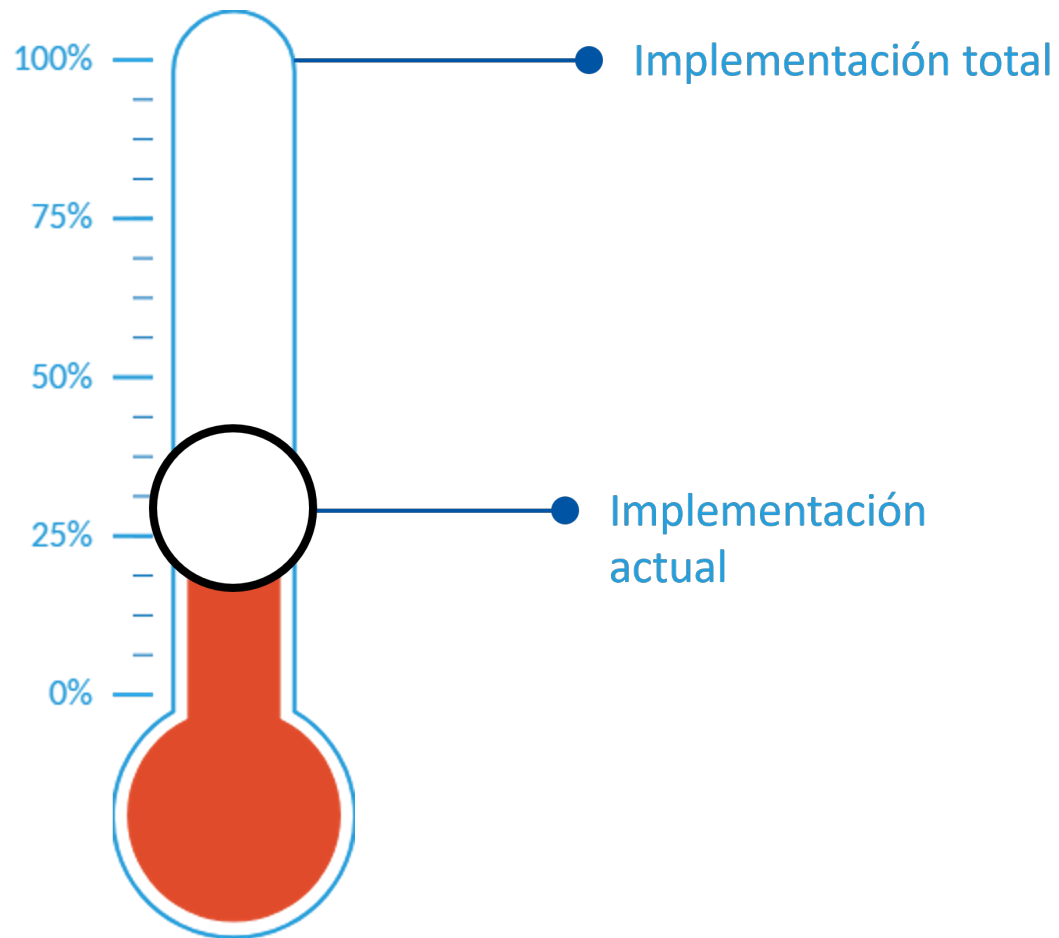 100%
Implementación total
75%
50%
Implementación
actual
25%
0%